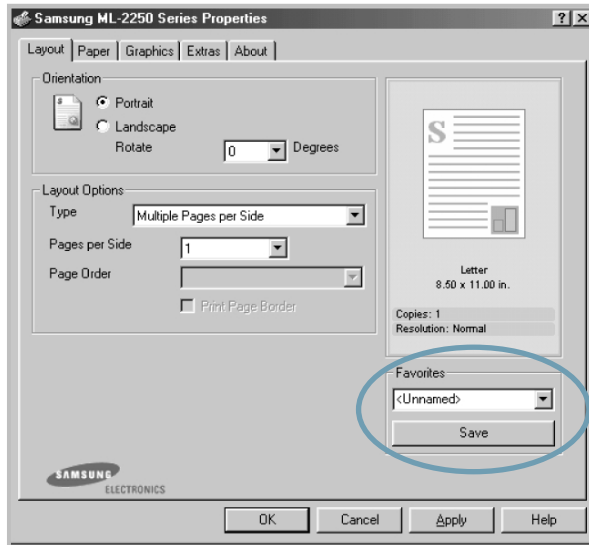 Samsung ML-2250 Series Properties
Layout Paper Graphics Extras About
Orientation
Portrait
Landscape
Rotate 0 Degrees
Layout Options
Type Multiple Pages per Side
Pages per Side 1
Page Order
Print Page Border
S
Letter
8.50 x 11.00 in.
Copies: 1
Resolution: Normal
Favorites
<Unnamed>
Save
SAMSUNG
ELECTRONICS
OK Cancel Apply Help